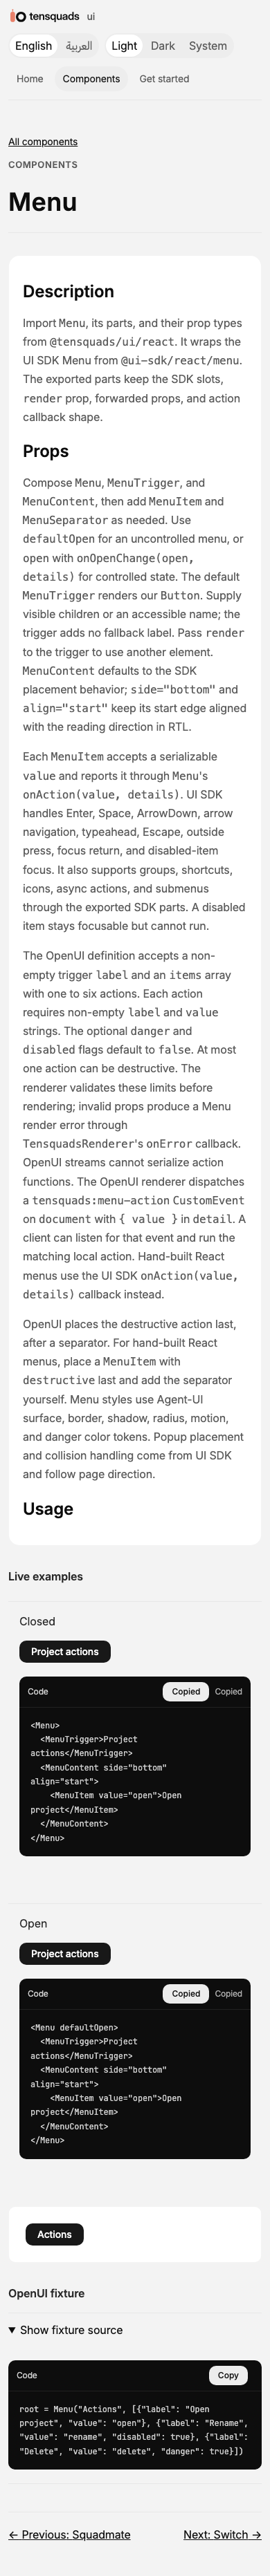 tensquads ui
English العربية Light Dark System
Home Components Get started
All components
COMPONENTS
Menu
Description
Import Menu, its parts, and their prop types
from @tensquads/ui/react. It wraps the
UI SDK Menu from @ui-sdk/react/menu.
The exported parts keep the SDK slots,
render prop, forwarded props, and action
callback shape.
Props
Compose Menu, MenuTrigger, and
MenuContent, then add MenuItem and
MenuSeparator as needed. Use
defaultOpen for an uncontrolled menu, or
open with onOpenChange(open,
details) for controlled state. The default
MenuTrigger renders our Button. Supply
visible children or an accessible name; the
trigger adds no fallback label. Pass render
to the trigger to use another element.
MenuContent defaults to the SDK
placement behavior; side="bottom" and
align="start" keep its start edge aligned
with the reading direction in RTL.
Each MenuItem accepts a serializable
value and reports it through Menu's
onAction(value, details). UI SDK
handles Enter, Space, ArrowDown, arrow
navigation, typeahead, Escape, outside
press, focus return, and disabled-item
focus. It also supports groups, shortcuts,
icons, async actions, and submenus
through the exported SDK parts. A disabled
item stays focusable but cannot run.
The OpenUI definition accepts a non-
empty trigger label and an items array
with one to six actions. Each action
requires non-empty label and value
strings. The optional danger and
disabled flags default to false. At most
one action can be destructive. The
renderer validates these limits before
rendering; invalid props produce a Menu
render error through
TensquadsRenderer's onError callback.
OpenUI streams cannot serialize action
functions. The OpenUI renderer dispatches
a tensquads:menu-action CustomEvent
on document with { value } in detail. A
client can listen for that event and run the
matching local action. Hand-built React
menus use the UI SDK onAction(value,
details) callback instead.
OpenUI places the destructive action last,
after a separator. For hand-built React
menus, place a MenuItem with
destructive last and add the separator
yourself. Menu styles use Agent-UI
surface, border, shadow, radius, motion,
and danger color tokens. Popup placement
and collision handling come from UI SDK
and follow page direction.
Usage
Live examples
Closed
Project actions
Code Copied Copied
<Menu>
<MenuTrigger>Project
actions</MenuTrigger>
<MenuContent side="bottom"
align="start">
<MenuItem value="open">Open
project</MenuItem>
</MenuContent>
</Menu>
Open
Project actions
Code Copied Copied
<Menu defaultOpen>
<MenuTrigger>Project
actions</MenuTrigger>
<MenuContent side="bottom"
align="start">
<MenuItem value="open">Open
project</MenuItem>
</MenuContent>
</Menu>
Actions
OpenUI fixture
▼ Show fixture source
Code Copy
root = Menu("Actions", [{"label": "Open
project", "value": "open"}, {"label": "Rename",
"value": "rename", "disabled": true}, {"label":
"Delete", "value": "delete", "danger": true}])
← Previous: Squadmate Next: Switch →